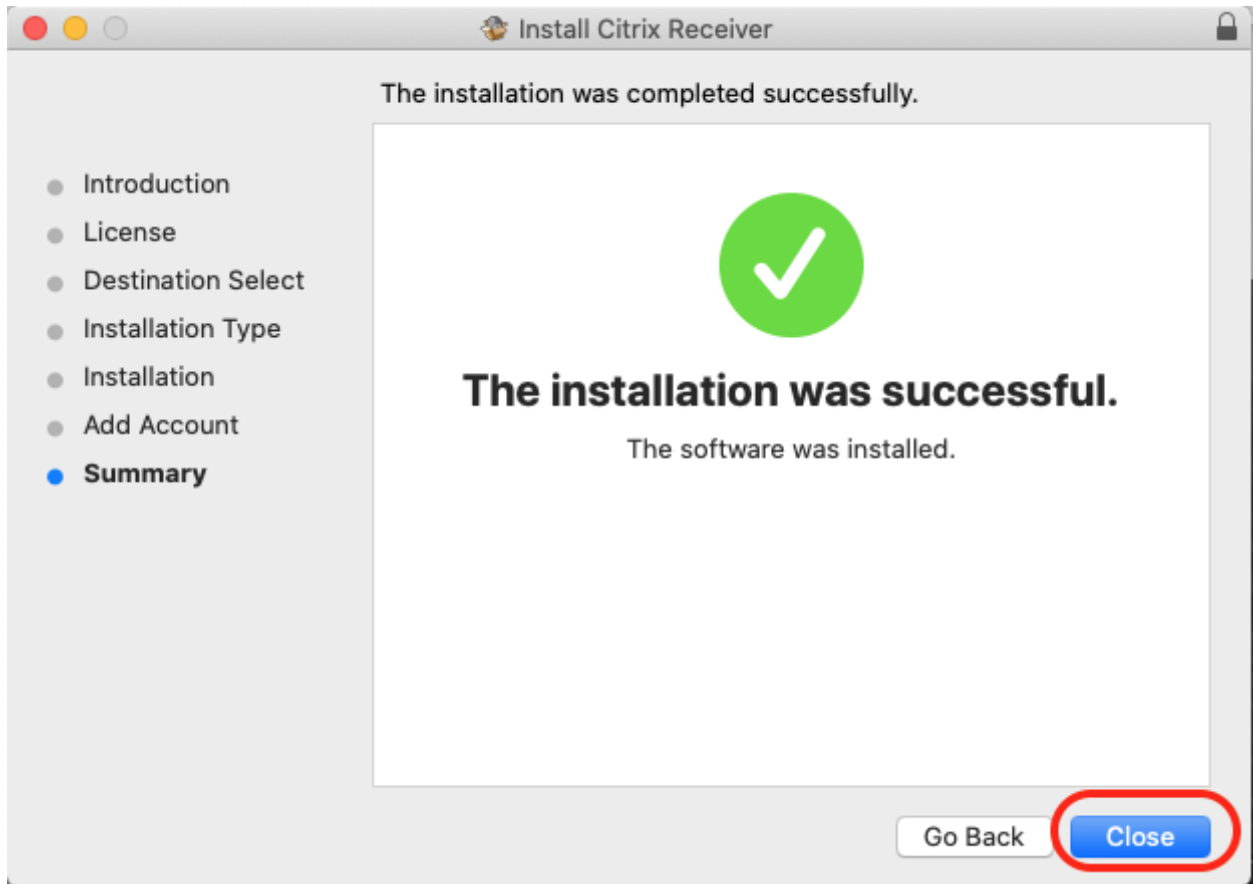 Install Citrix Receiver
The installation was completed successfully.
Introduction
License
Destination Select
Installation Type
Installation
Add Account
Summary
The installation was successful.
The software was installed.
Go Back
Close